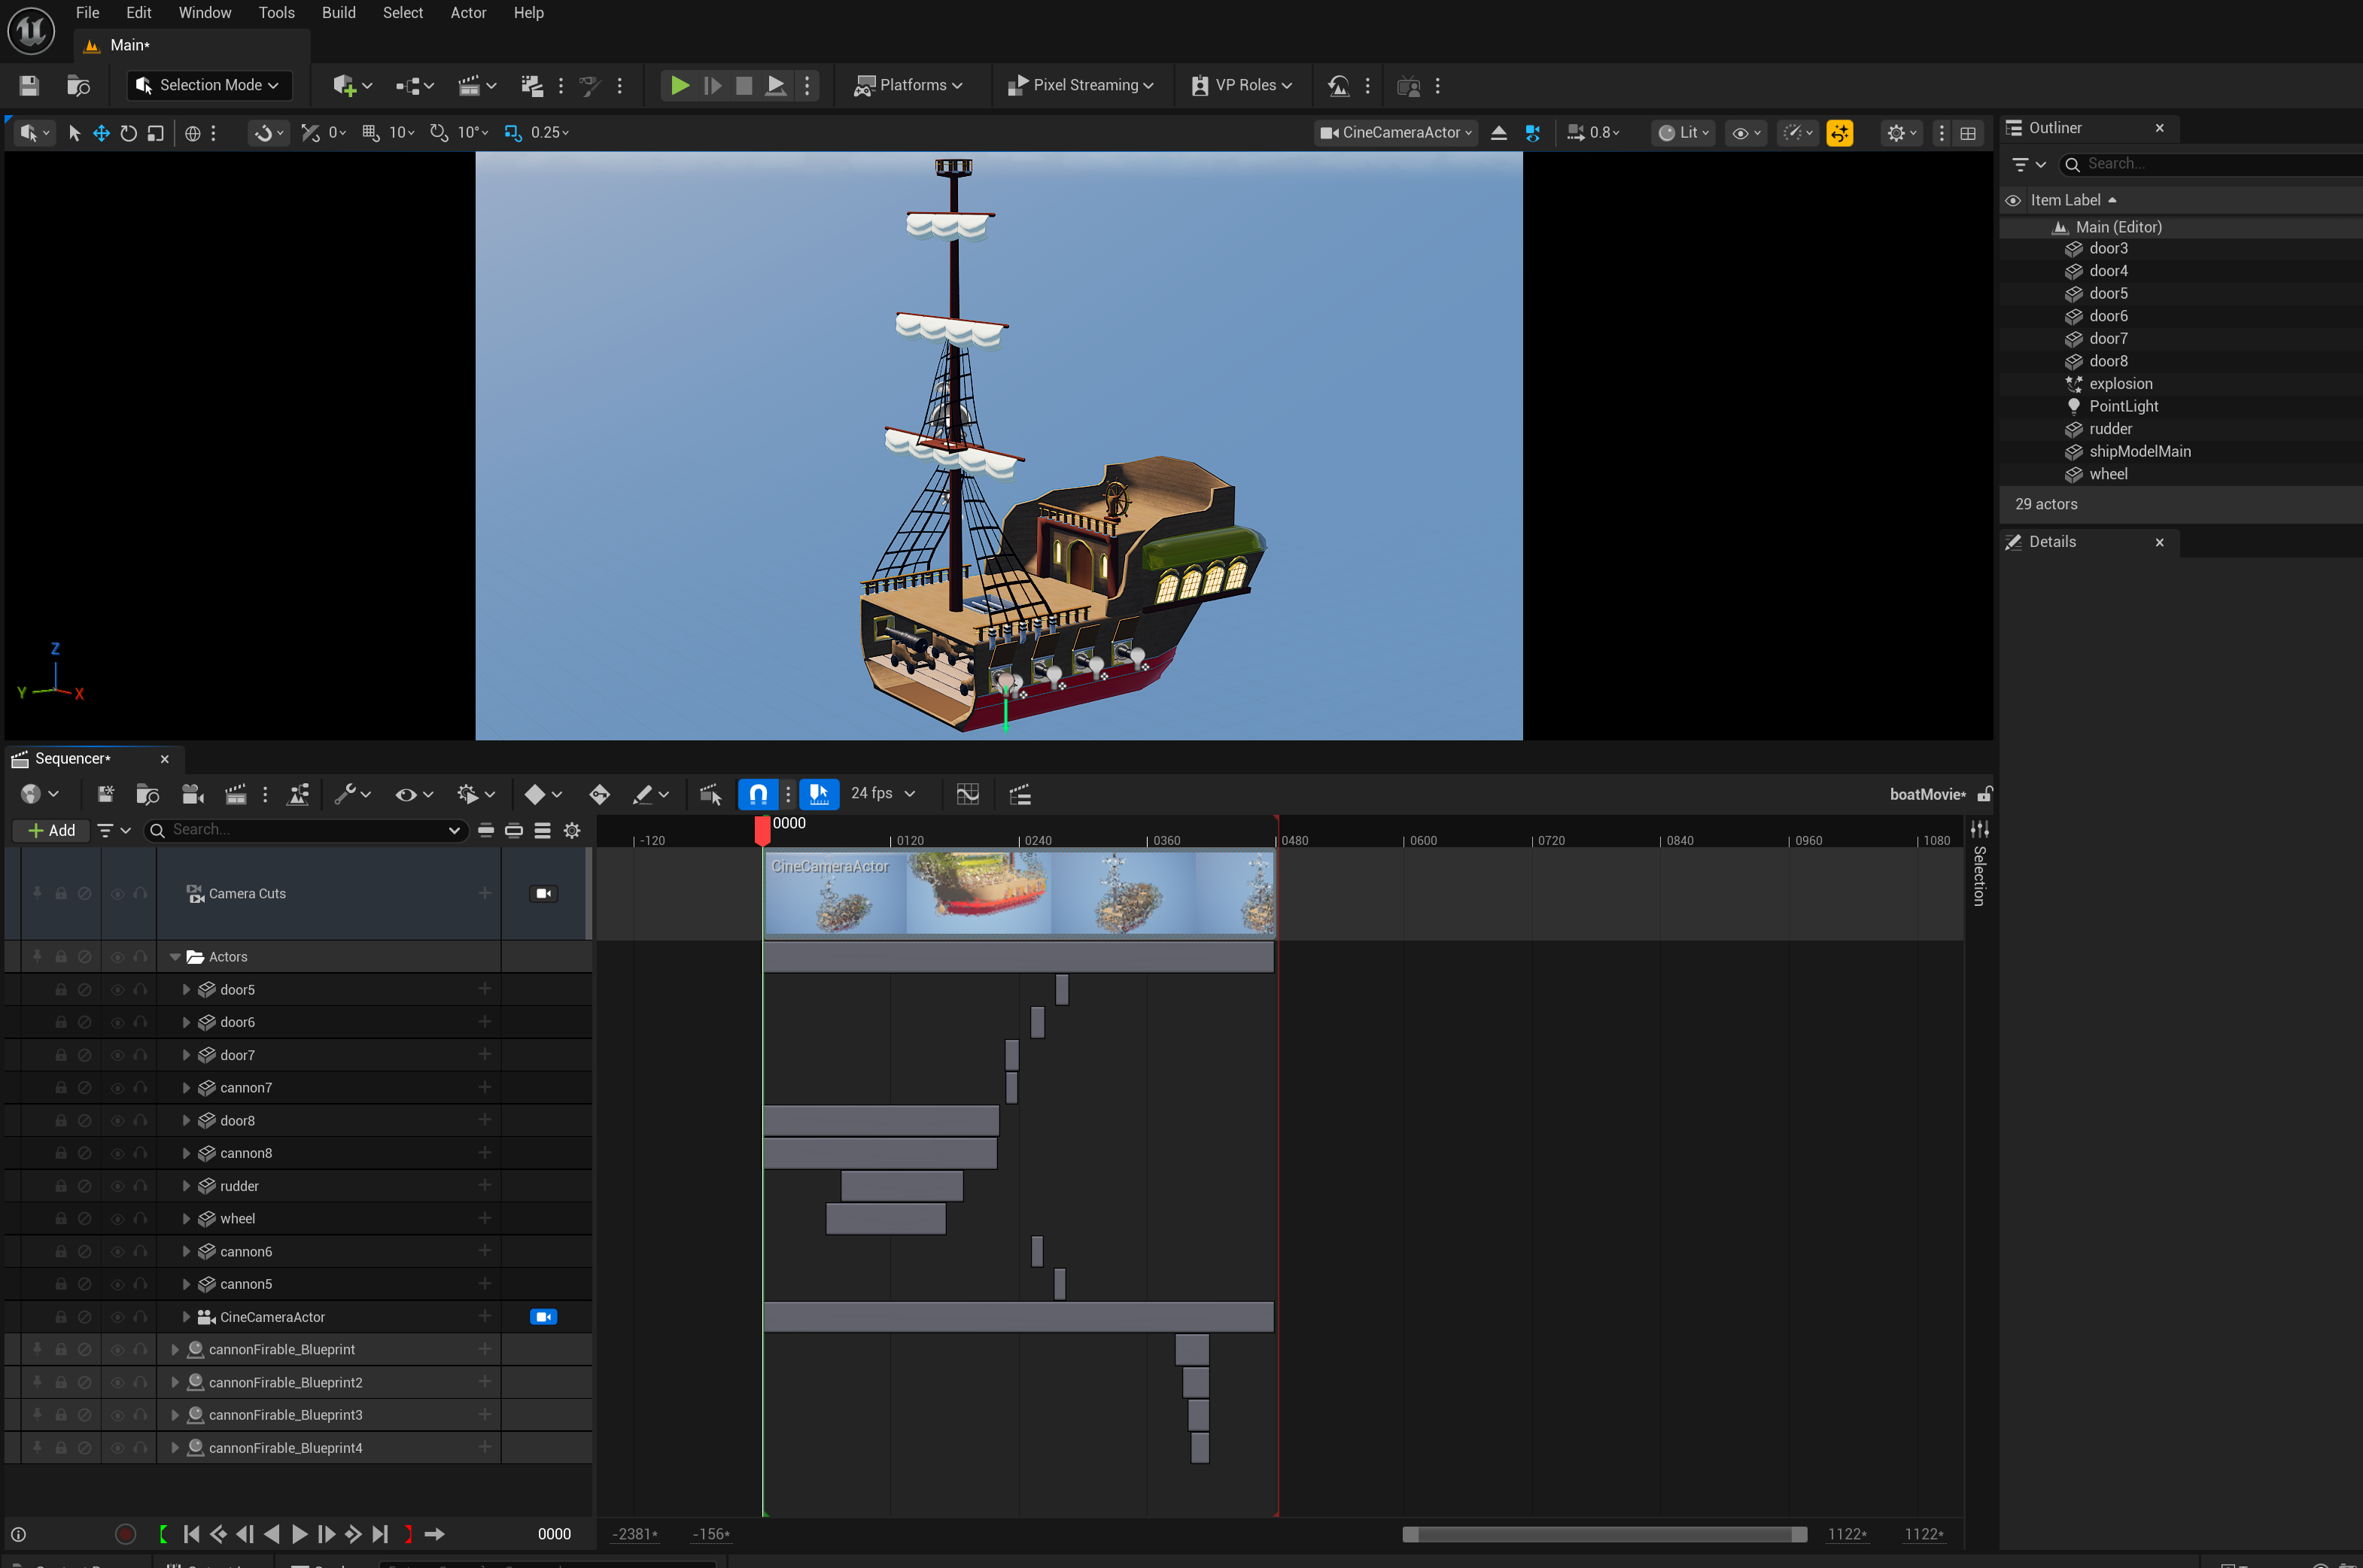 File Edit Window Tools Build Select Actor Help
Main*
Selection Mode Platforms Pixel Streaming VP Roles
0 10 10° 0.25 CineCameraActor 0.8 Lit
Outliner
Search...
Item Label
Main (Editor)
door3
door4
door5
door6
door7
door8
explosion
PointLight
rudder
shipModelMain
wheel
29 actors
Details
Z
Y X
Sequencer*
24 fps boatMovie*
Add Search...
0000
-120 0120 0240 0360 0480 0600 0720 0840 0960 1080
Selection
CineCameraActor
Camera Cuts
Actors
door5
door6
door7
cannon7
door8
cannon8
rudder
wheel
cannon6
cannon5
CineCameraActor
cannonFirable_Blueprint
cannonFirable_Blueprint2
cannonFirable_Blueprint3
cannonFirable_Blueprint4
0000 -2381* -156* 1122* 1122*